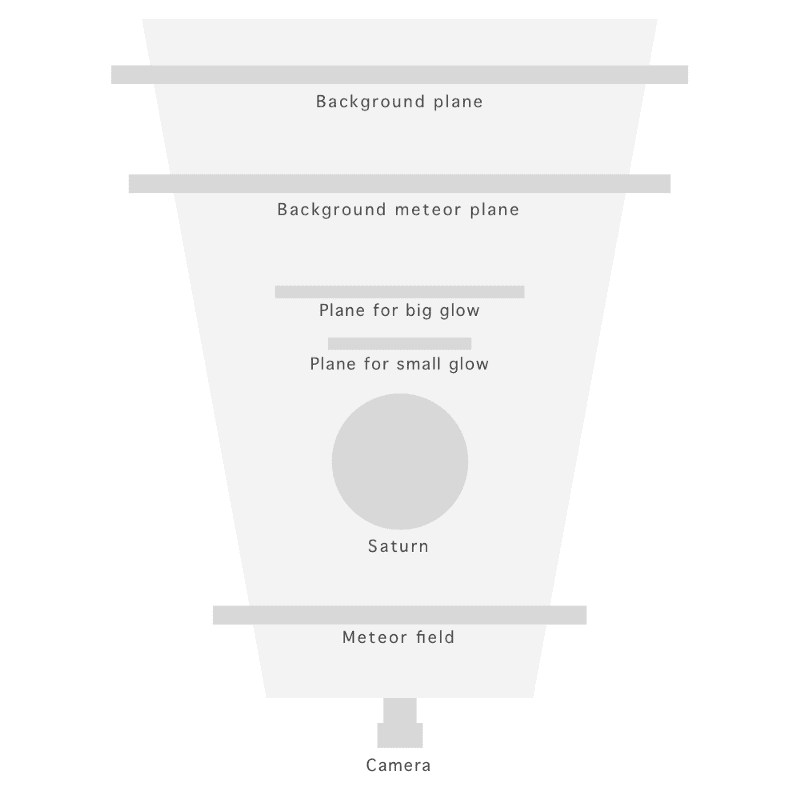 Background plane
Background meteor plane
Plane for big glow
Plane for small glow
Saturn
Meteor field
Camera